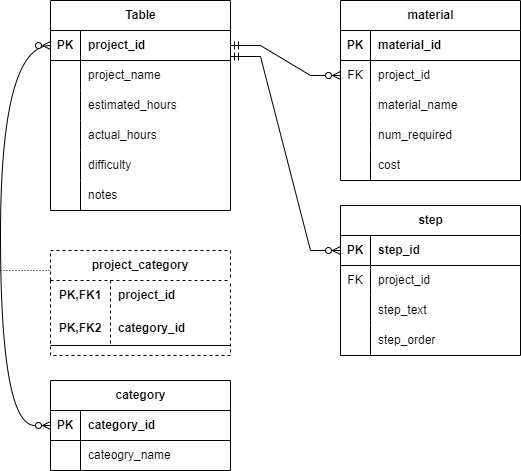 Table
PK project_id
project_name
estimated_hours
actual_hours
difficulty
notes
material
PK material_id
FK project_id
material_name
num_required
cost
step
PK step_id
FK project_id
step_text
step_order
project_category
PK,FK1 project_id
PK,FK2 category_id
category
PK category_id
cateogry_name